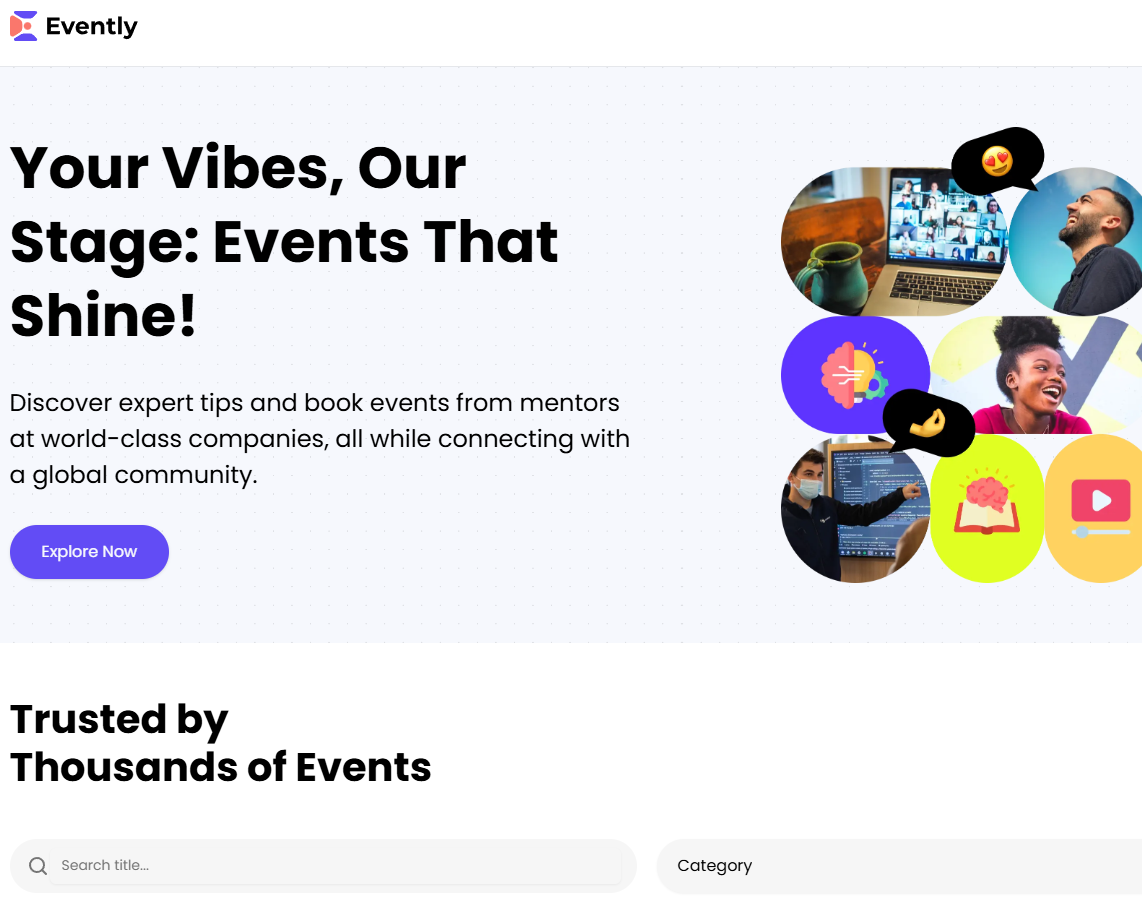 Evently
Your Vibes, Our
Stage: Events That
Shine!
Discover expert tips and book events from mentors
at world-class companies, all while connecting with
a global community.
Explore Now
Trusted by
Thousands of Events
Search title...
Category